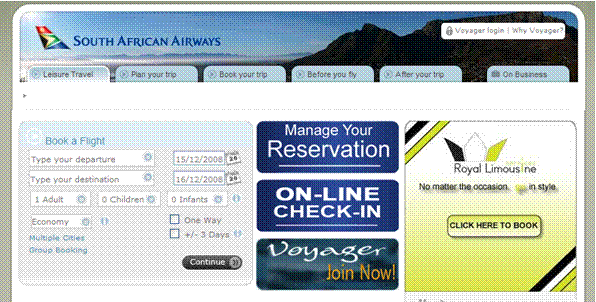 SOUTH AFRICAN AIRWAYS
Voyager login | Why Voyager?
Leisure Travel
Plan your trip
Book your trip
Before you fly
After your trip
On Business
Book a Flight
Type your departure
15/12/2008
Type your destination
16/12/2008
1 Adult
0 Children
0 Infants
Economy
One Way
+/- 3 Days
Multiple Cities
Group Booking
Continue
Manage Your
Reservation
ON-LINE
CHECK-IN
Voyager
Join Now!
Royal Limousine
No matter the occasion.
in style.
CLICK HERE TO BOOK